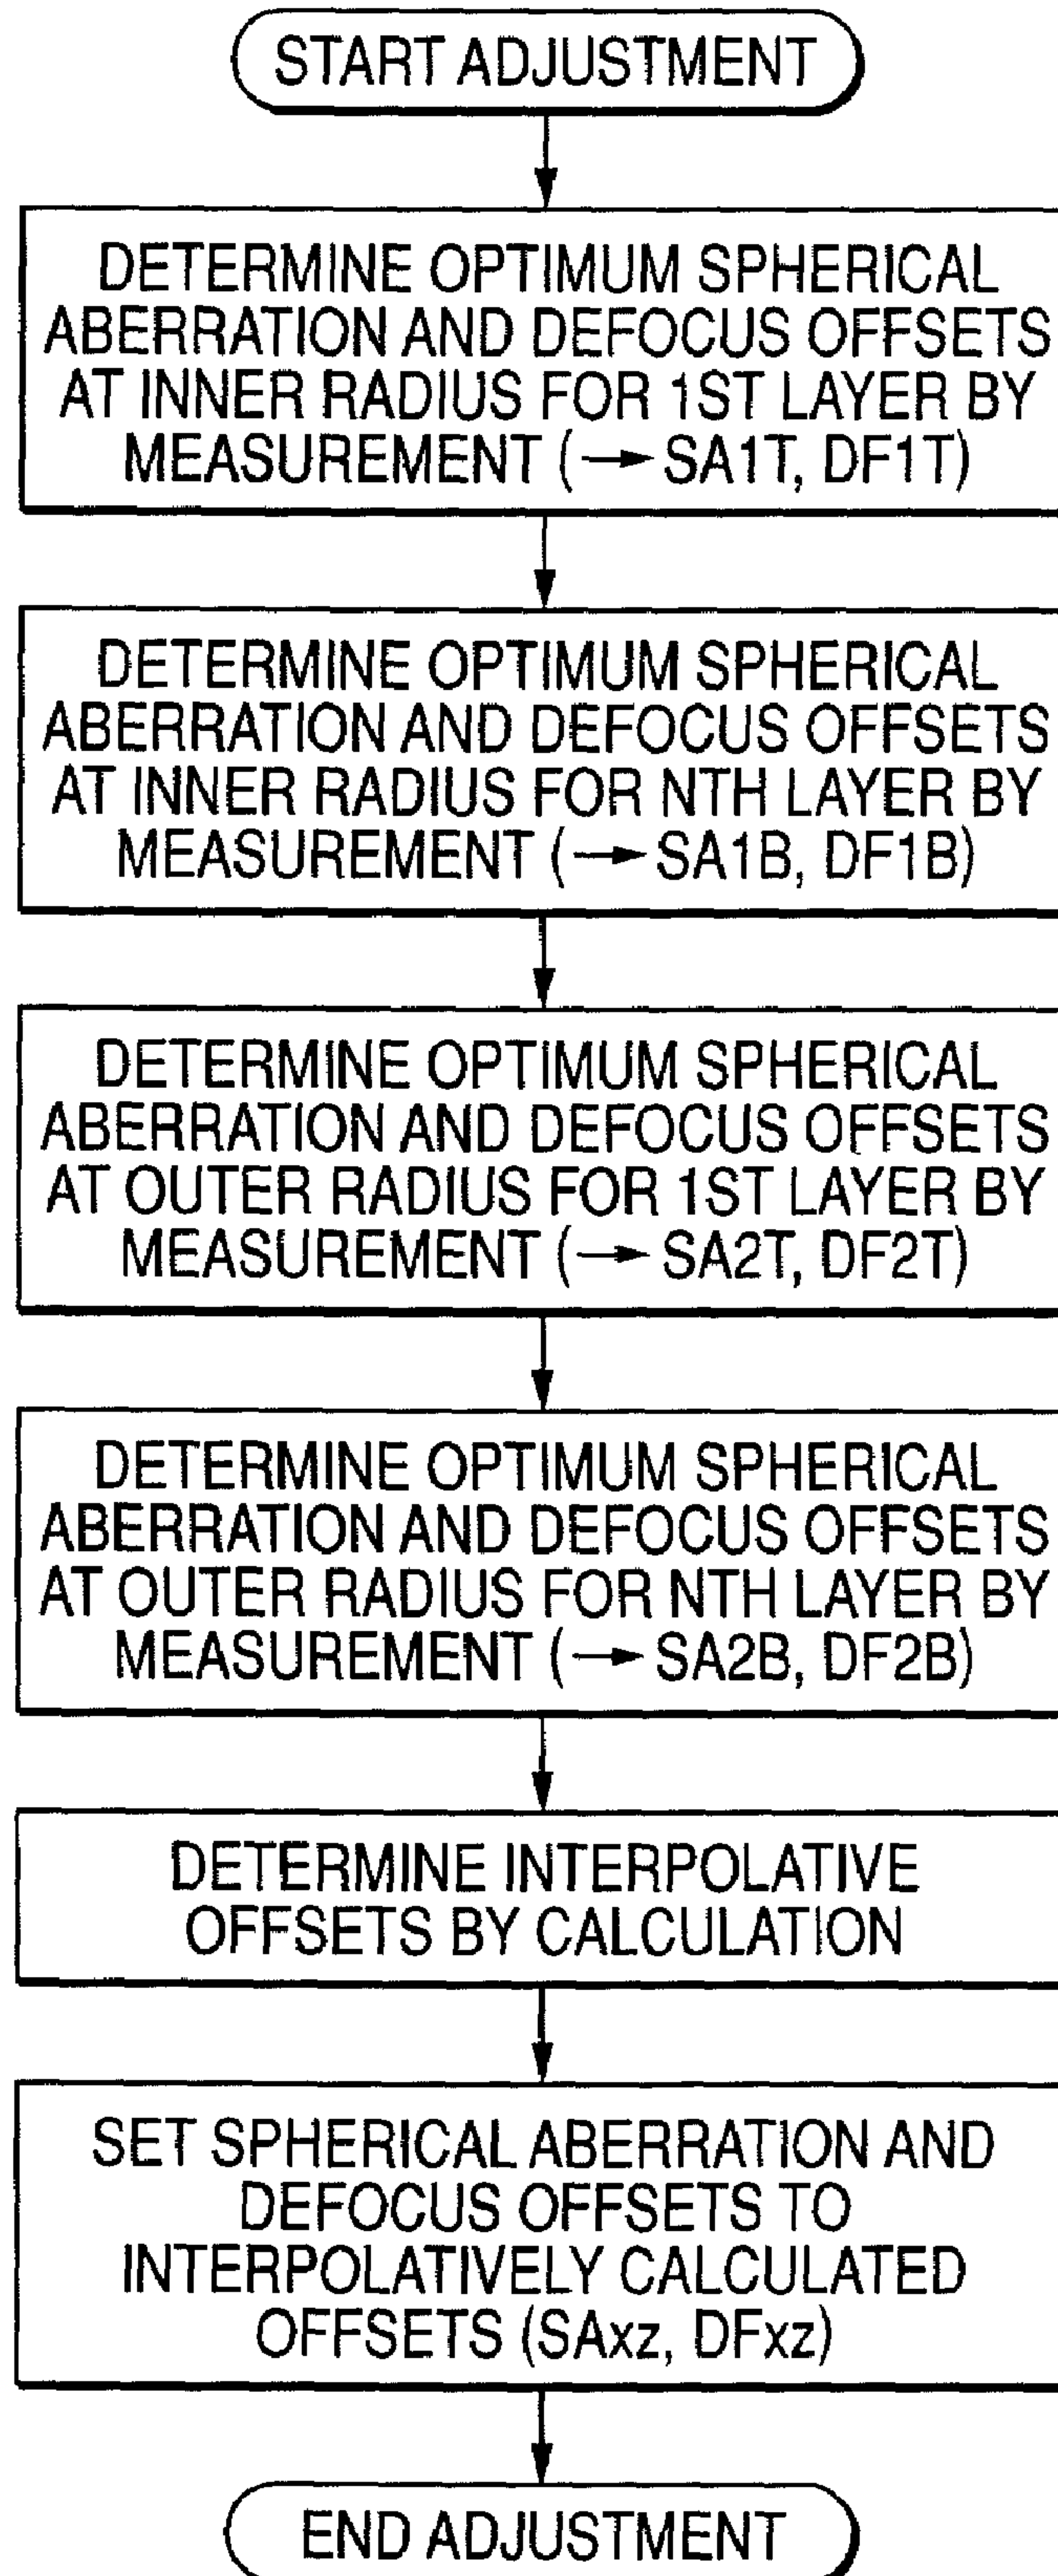 START ADJUSTMENT
DETERMINE OPTIMUM SPHERICAL
ABERRATION AND DEFOCUS OFFSETS
AT INNER RADIUS FOR 1ST LAYER BY
MEASUREMENT (→ SA1T, DF1T)
DETERMINE OPTIMUM SPHERICAL
ABERRATION AND DEFOCUS OFFSETS
AT INNER RADIUS FOR NTH LAYER BY
MEASUREMENT (→ SA1B, DF1B)
DETERMINE OPTIMUM SPHERICAL
ABERRATION AND DEFOCUS OFFSETS
AT OUTER RADIUS FOR 1ST LAYER BY
MEASUREMENT (→ SA2T, DF2T)
DETERMINE OPTIMUM SPHERICAL
ABERRATION AND DEFOCUS OFFSETS
AT OUTER RADIUS FOR NTH LAYER BY
MEASUREMENT (→ SA2B, DF2B)
DETERMINE INTERPOLATIVE
OFFSETS BY CALCULATION
SET SPHERICAL ABERRATION AND
DEFOCUS OFFSETS TO
INTERPOLATIVELY CALCULATED
OFFSETS (SAxz, DFxz)
END ADJUSTMENT